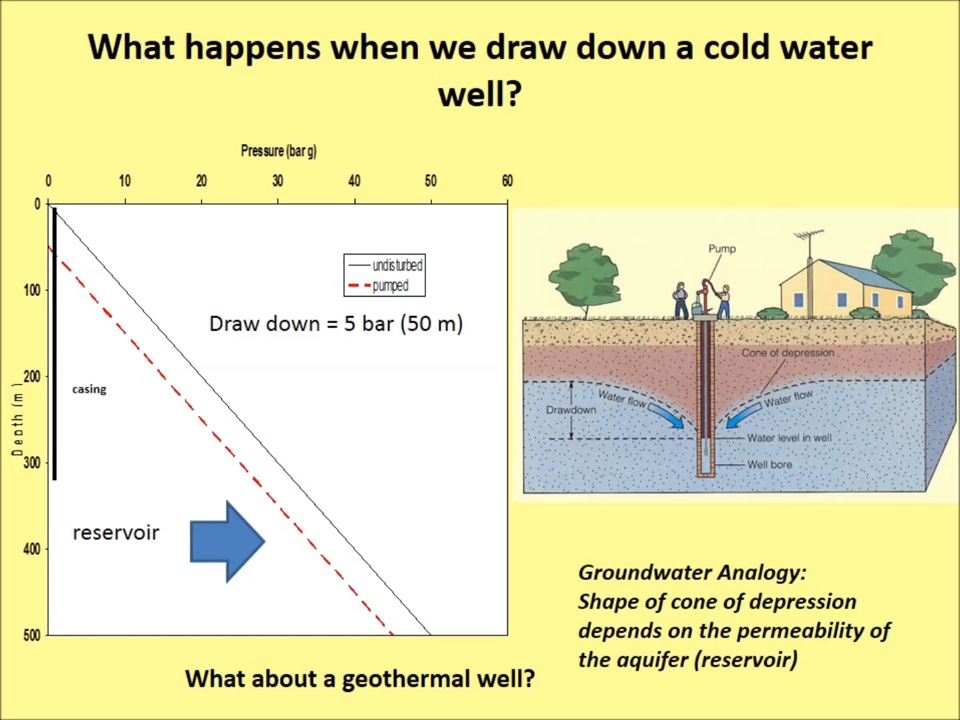 What happens when we draw down a cold water
well?
Pressure (bar g)
0 10 20 30 40 50 60
0
100
200
300
400
500
Depth (m)
undisturbed
pumped
Draw down = 5 bar (50 m)
casing
reservoir
Pump
Cone of depression
Water flow
Water flow
Drawdown
Water level in well
Well bore
Groundwater Analogy:
Shape of cone of depression
depends on the permeability of
the aquifer (reservoir)
What about a geothermal well?